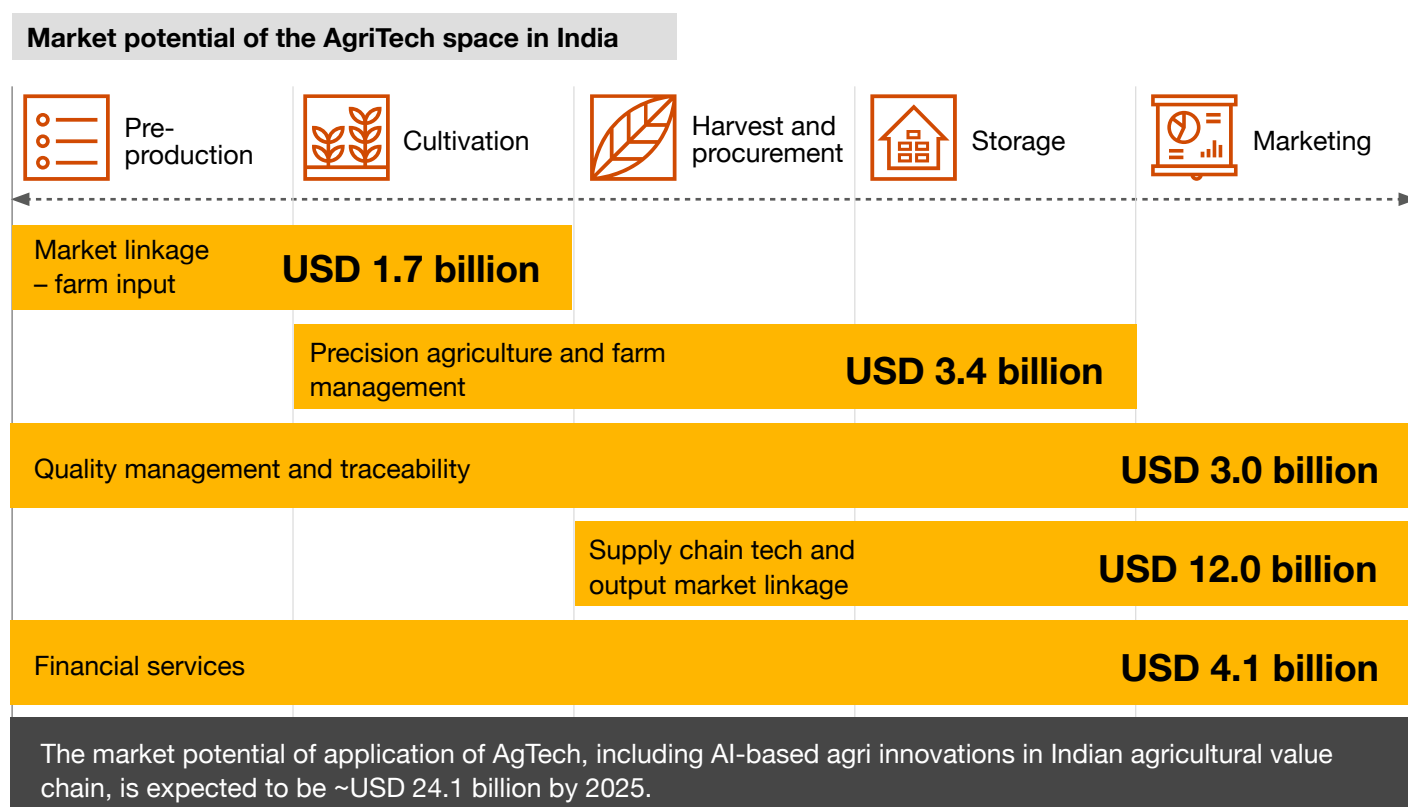 Market potential of the AgriTech space in India
Pre-
production
Cultivation
Harvest and
procurement
Storage
Marketing
Market linkage
– farm input
USD 1.7 billion
Precision agriculture and farm
management
USD 3.4 billion
Quality management and traceability
USD 3.0 billion
Supply chain tech and
output market linkage
USD 12.0 billion
Financial services
USD 4.1 billion
The market potential of application of AgTech, including AI-based agri innovations in Indian agricultural value
chain, is expected to be ~USD 24.1 billion by 2025.